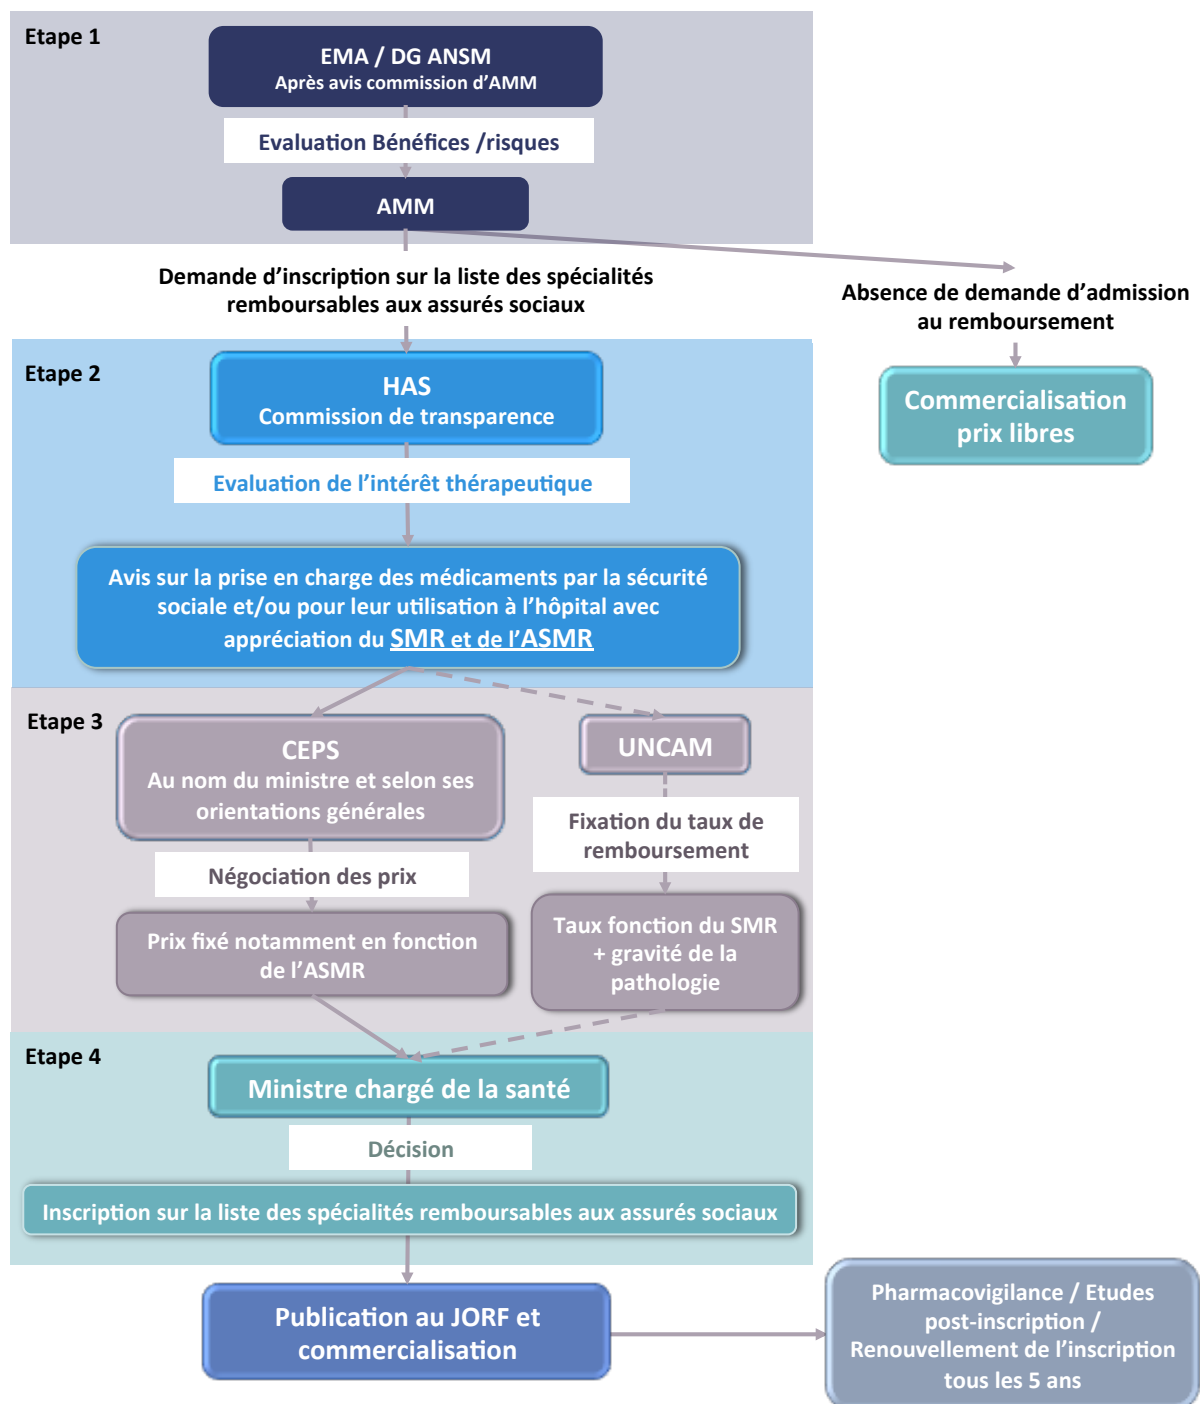 Etape 1
EMA / DG ANSM
Après avis commission d’AMM
Evaluation Bénéfices /risques
AMM
Demande d’inscription sur la liste des spécialités
remboursables aux assurés sociaux
Absence de demande d’admission
au remboursement
Commercialisation
prix libres
Etape 2
HAS
Commission de transparence
Evaluation de l’intérêt thérapeutique
Avis sur la prise en charge des médicaments par la sécurité
sociale et/ou pour leur utilisation à l’hôpital avec
appréciation du SMR et de l’ASMR
Etape 3
CEPS
Au nom du ministre et selon ses
orientations générales
Négociation des prix
Prix fixé notamment en fonction
de l’ASMR
UNCAM
Fixation du taux de
remboursement
Taux fonction du SMR
+ gravité de la
pathologie
Etape 4
Ministre chargé de la santé
Décision
Inscription sur la liste des spécialités remboursables aux assurés sociaux
Publication au JORF et
commercialisation
Pharmacovigilance / Etudes
post-inscription /
Renouvellement de l’inscription
tous les 5 ans